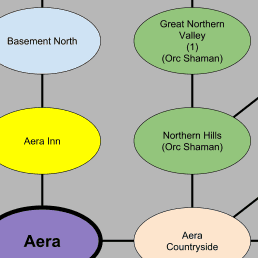 Basement North
Great Northern
Valley
(1)
(Orc Shaman)
Aera Inn
Northern Hills
(Orc Shaman)
Aera
Aera
Countryside